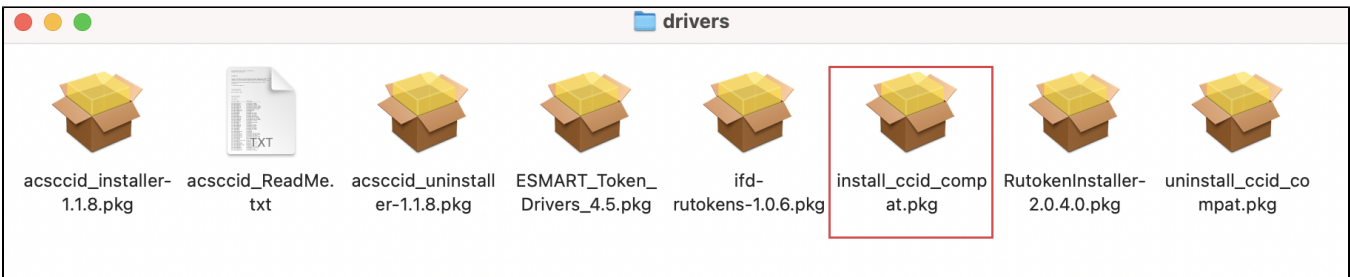 drivers
TXT
acsccid_installer-
1.1.8.pkg
acsccid_ReadMe.
txt
acsccid_uninstall
er-1.1.8.pkg
ESMART_Token_
Drivers_4.5.pkg
ifd-
rutokens-1.0.6.pkg
install_ccid_comp
at.pkg
RutokenInstaller-
2.0.4.0.pkg
uninstall_ccid_co
mpat.pkg